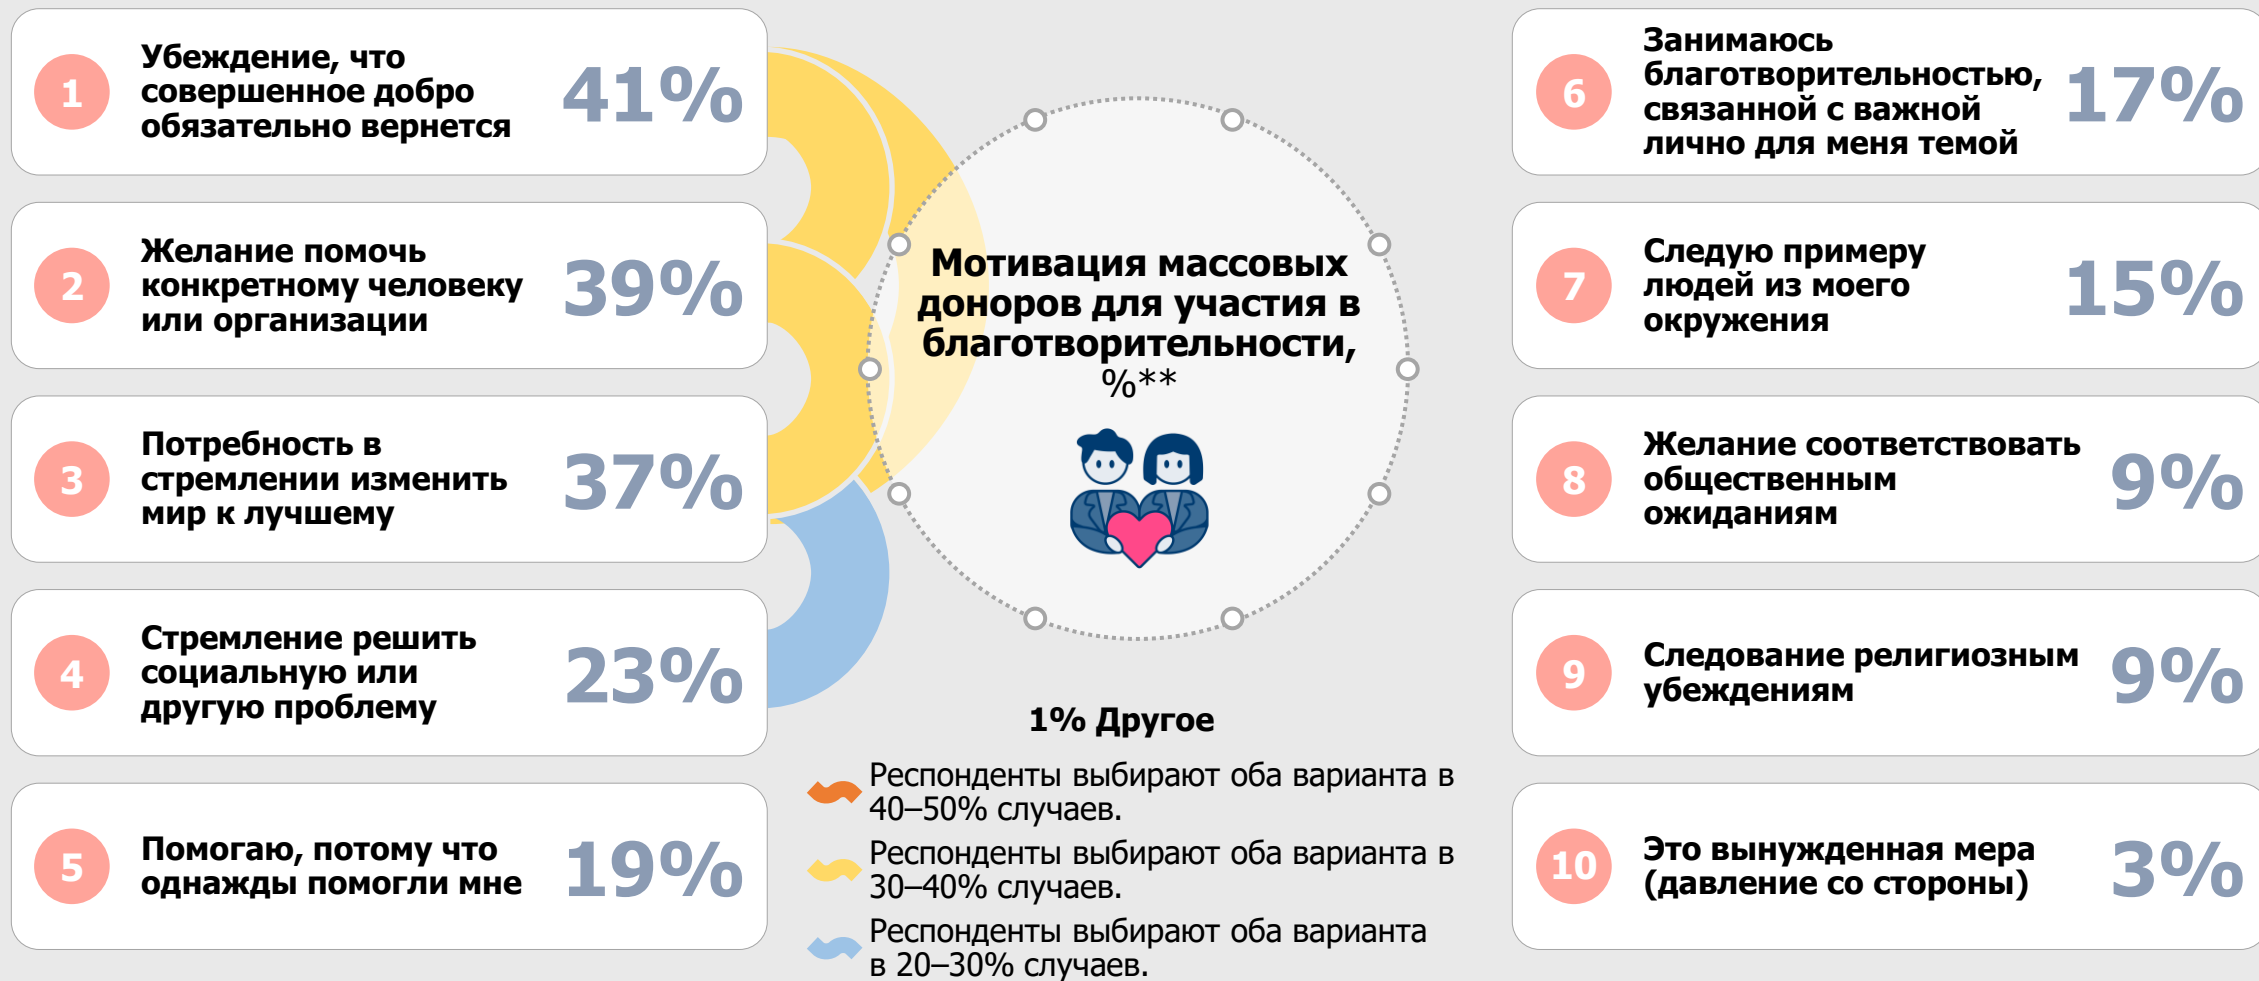 1
Убеждение, что
совершенное добро
обязательно вернется
41%
2
Желание помочь
конкретному человеку
или организации
39%
3
Потребность в
стремлении изменить
мир к лучшему
37%
4
Стремление решить
социальную или
другую проблему
23%
5
Помогаю, потому что
однажды помогли мне
19%
Мотивация массовых
доноров для участия в
благотворительности,
%**
1% Другое
Респонденты выбирают оба варианта в
40–50% случаев.
Респонденты выбирают оба варианта в
30–40% случаев.
Респонденты выбирают оба варианта
в 20–30% случаев.
6
Занимаюсь
благотворительностью,
связанной с важной
лично для меня темой
17%
7
Следую примеру
людей из моего
окружения
15%
8
Желание соответствовать
общественным
ожиданиям
9%
9
Следование религиозным
убеждениям
9%
10
Это вынужденная мера
(давление со стороны)
3%